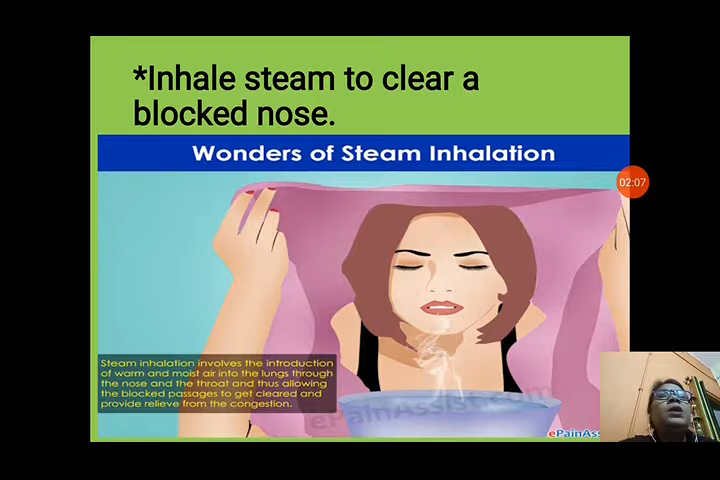 *Inhale steam to clear a
blocked nose.
Wonders of Steam Inhalation
02:07
Steam inhalation involves the introduction
of warm and moist air into the lungs through
the nose and the throat and thus allowing
the blocked passages to get cleared and
provide relieve from the congestion.
ePainAssist.com
ePainAss